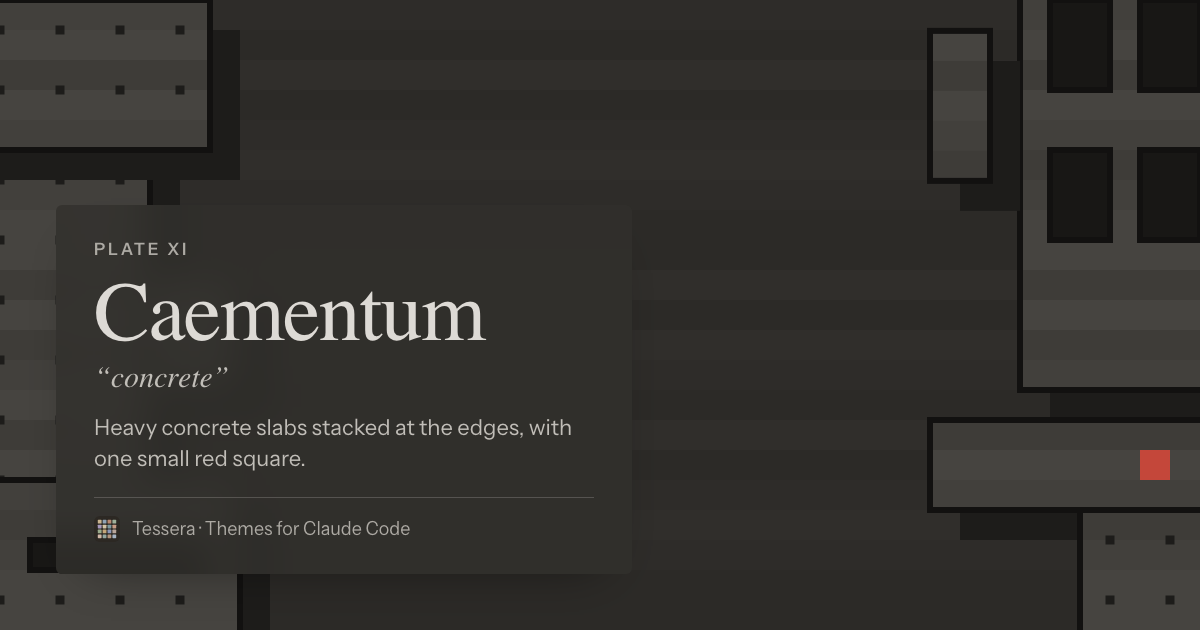 PLATE XI
Caementum
“concrete”
Heavy concrete slabs stacked at the edges, with
one small red square.
Tessera · Themes for Claude Code